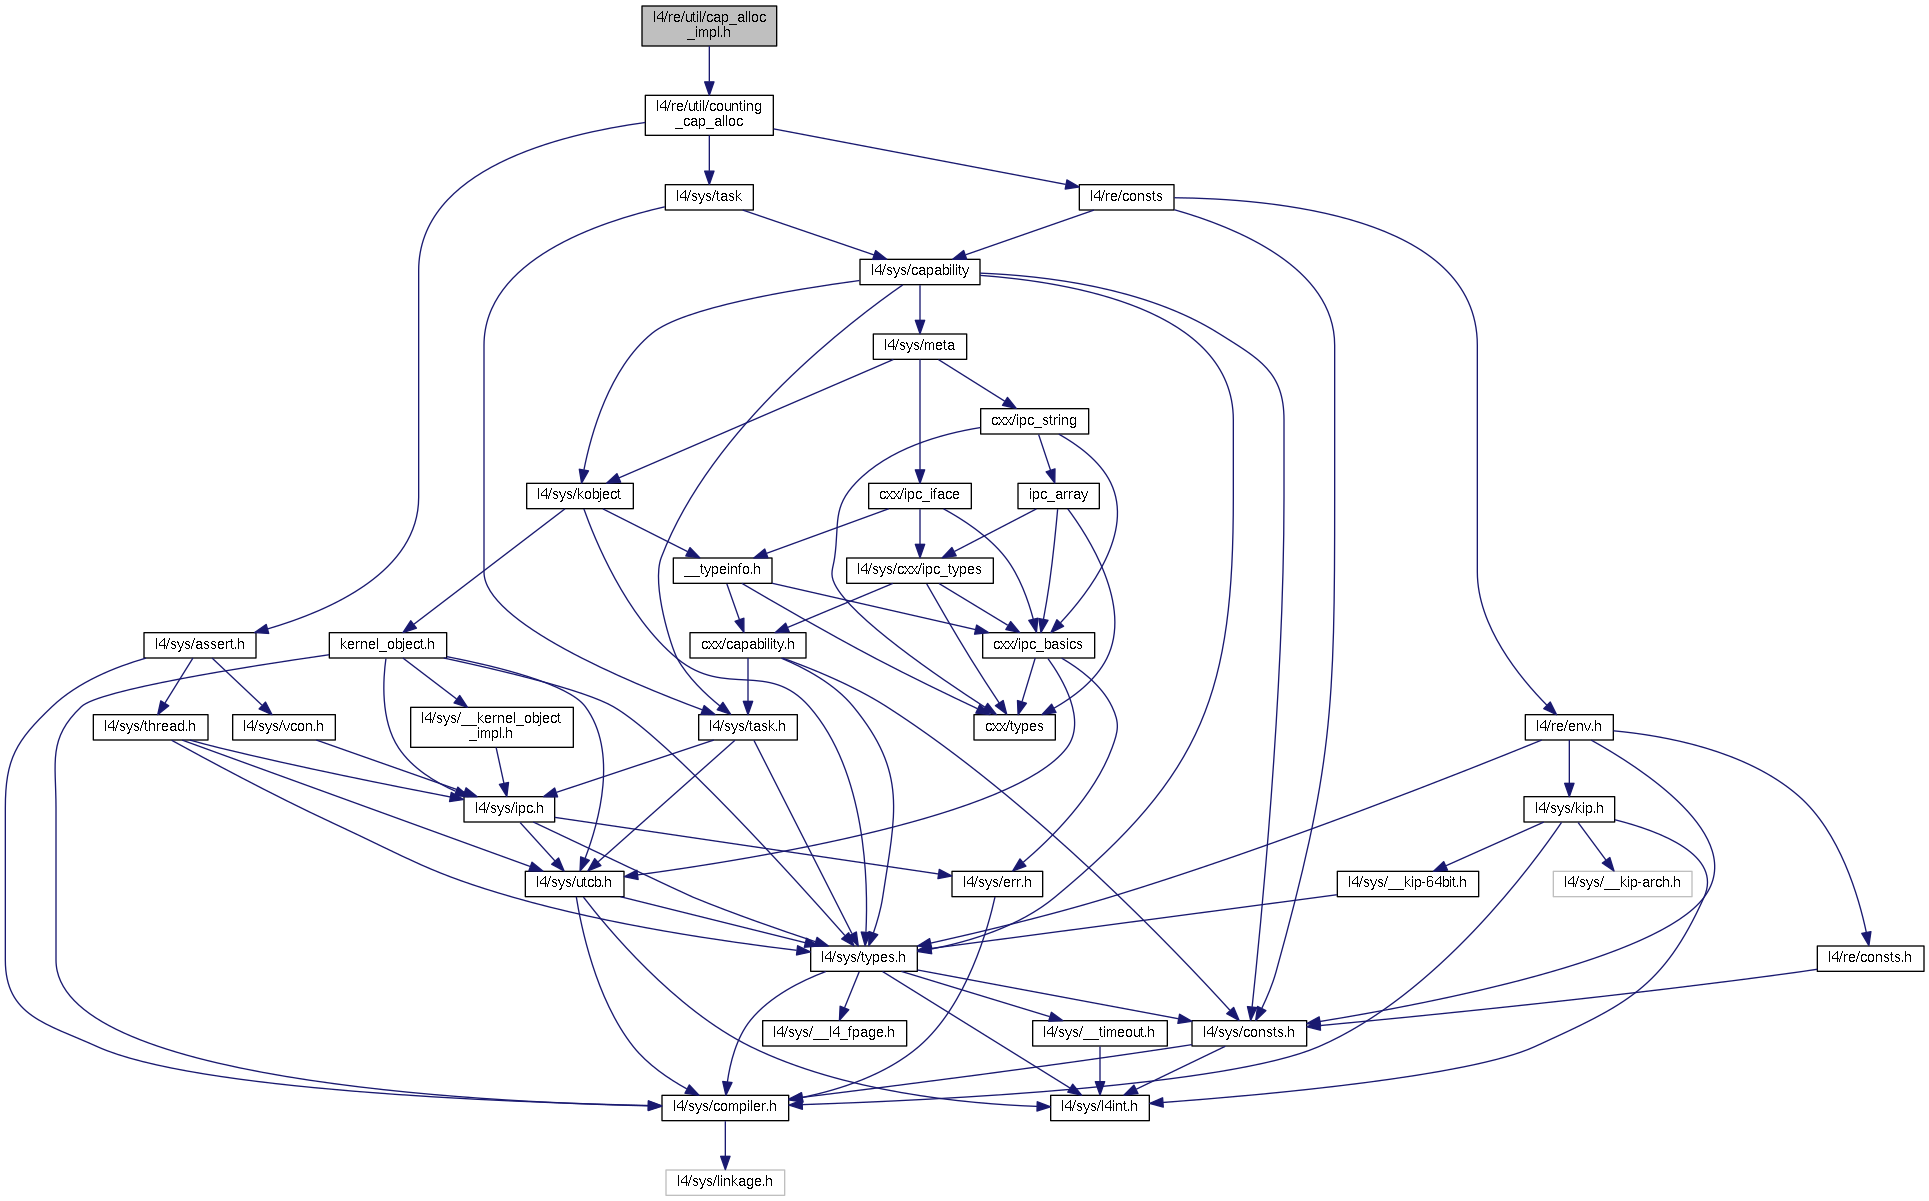 l4/re/util/cap_alloc
_impl.h
l4/re/util/counting
_cap_alloc
l4/sys/task
l4/re/consts
l4/sys/capability
l4/sys/meta
cxx/ipc_string
l4/sys/kobject
cxx/ipc_iface
ipc_array
__typeinfo.h
l4/sys/cxx/ipc_types
l4/sys/assert.h
kernel_object.h
cxx/capability.h
cxx/ipc_basics
l4/sys/thread.h
l4/sys/vcon.h
l4/sys/__kernel_object
_impl.h
l4/sys/task.h
cxx/types
l4/re/env.h
l4/sys/ipc.h
l4/sys/kip.h
l4/sys/utcb.h
l4/sys/err.h
l4/sys/__kip-64bit.h
l4/sys/__kip-arch.h
l4/sys/types.h
l4/re/consts.h
l4/sys/__l4_fpage.h
l4/sys/__timeout.h
l4/sys/consts.h
l4/sys/compiler.h
l4/sys/l4int.h
l4/sys/linkage.h